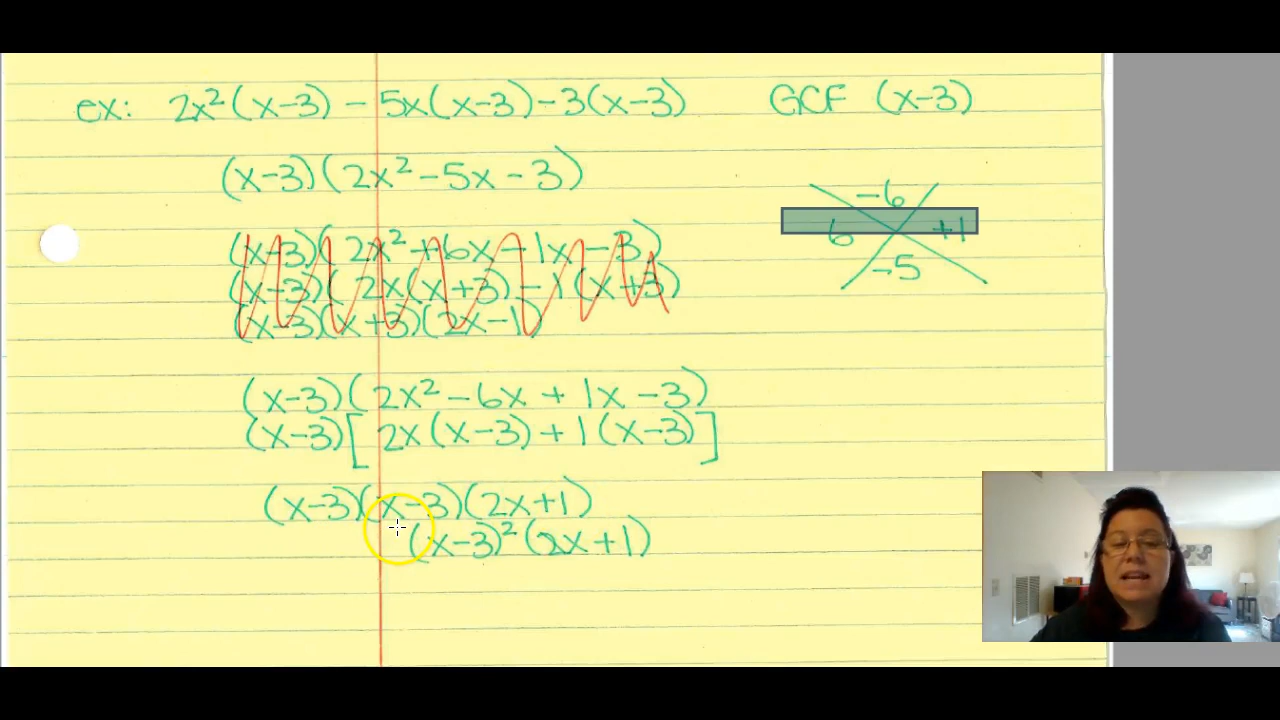 ex: 2x²(x-3) - 5x(x-3) - 3(x-3) GCF (x-3)
(x-3)(2x² - 5x - 3)
-6
6 +1
-5
(x-3)(2x² + 6x - 1x - 3)
(x-3)( 2x(x+3) - 1(x+3)
(x-3)(x+3)(2x-1)
(x-3)(2x² - 6x + 1x - 3)
(x-3)[ 2x(x-3) + 1(x-3) ]
(x-3)(x-3)(2x+1)
(x-3)²(2x+1)